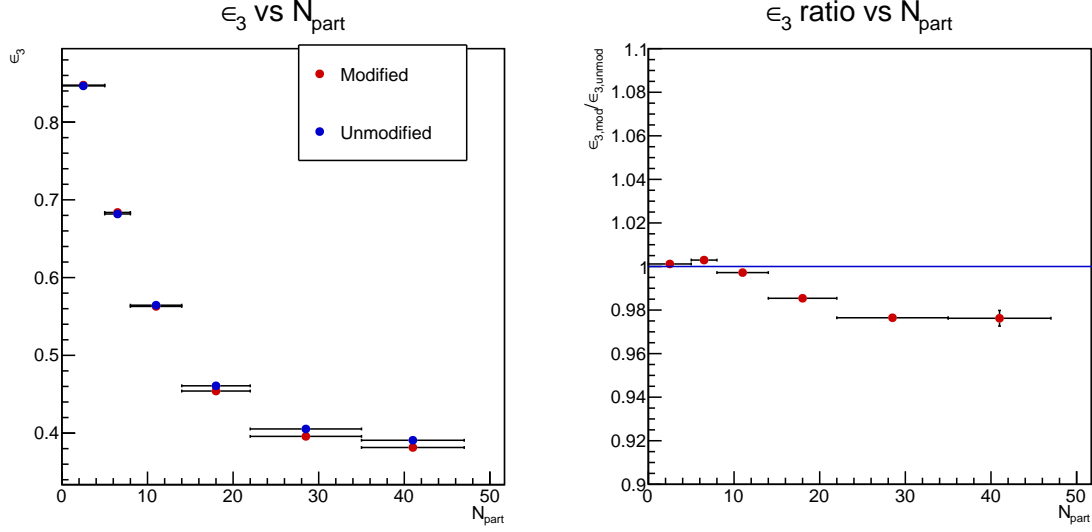 ∈3 vs Npart
∈3
Modified
Unmodified
0.8
0.7
0.6
0.5
0.4
0 10 20 30 40 50
Npart
∈3 ratio vs Npart
∈3,mod/∈3,unmod
1.1
1.08
1.06
1.04
1.02
1
0.98
0.96
0.94
0.92
0.9
0 10 20 30 40 50
Npart